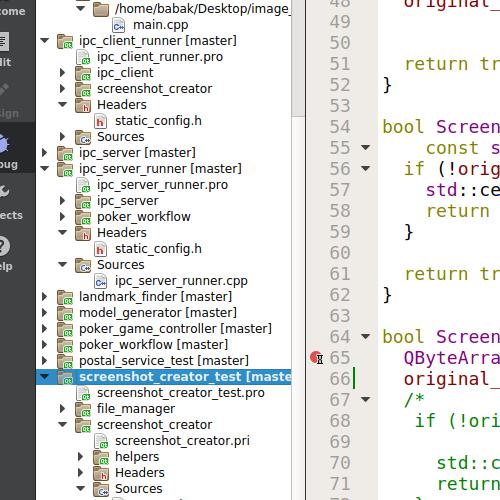 come
dit
sign
bug
ects
elp
/home/babak/Desktop/image_
main.cpp
ipc_client_runner [master]
ipc_client_runner.pro
ipc_client
screenshot_creator
Headers
static_config.h
Sources
ipc_server [master]
ipc_server_runner [master]
ipc_server_runner.pro
ipc_server
poker_workflow
Headers
static_config.h
Sources
ipc_server_runner.cpp
landmark_finder [master]
model_generator [master]
poker_game_controller [master]
poker_workflow [master]
postal_service_test [master]
screenshot_creator_test [maste
screenshot_creator_test.pro
file_manager
screenshot_creator
screenshot_creator.pri
helpers
Headers
Sources
48 original_
49
50
51 return tr
52 }
53
54 bool Screen
55 const s
56 if (!orig
57 std::ce
58 return
59 }
60
61 return tr
62 }
63
64 bool Screen
65 QByteArra
66 original_
67 /*
68 if (!ori
69
70 std::c
71 return